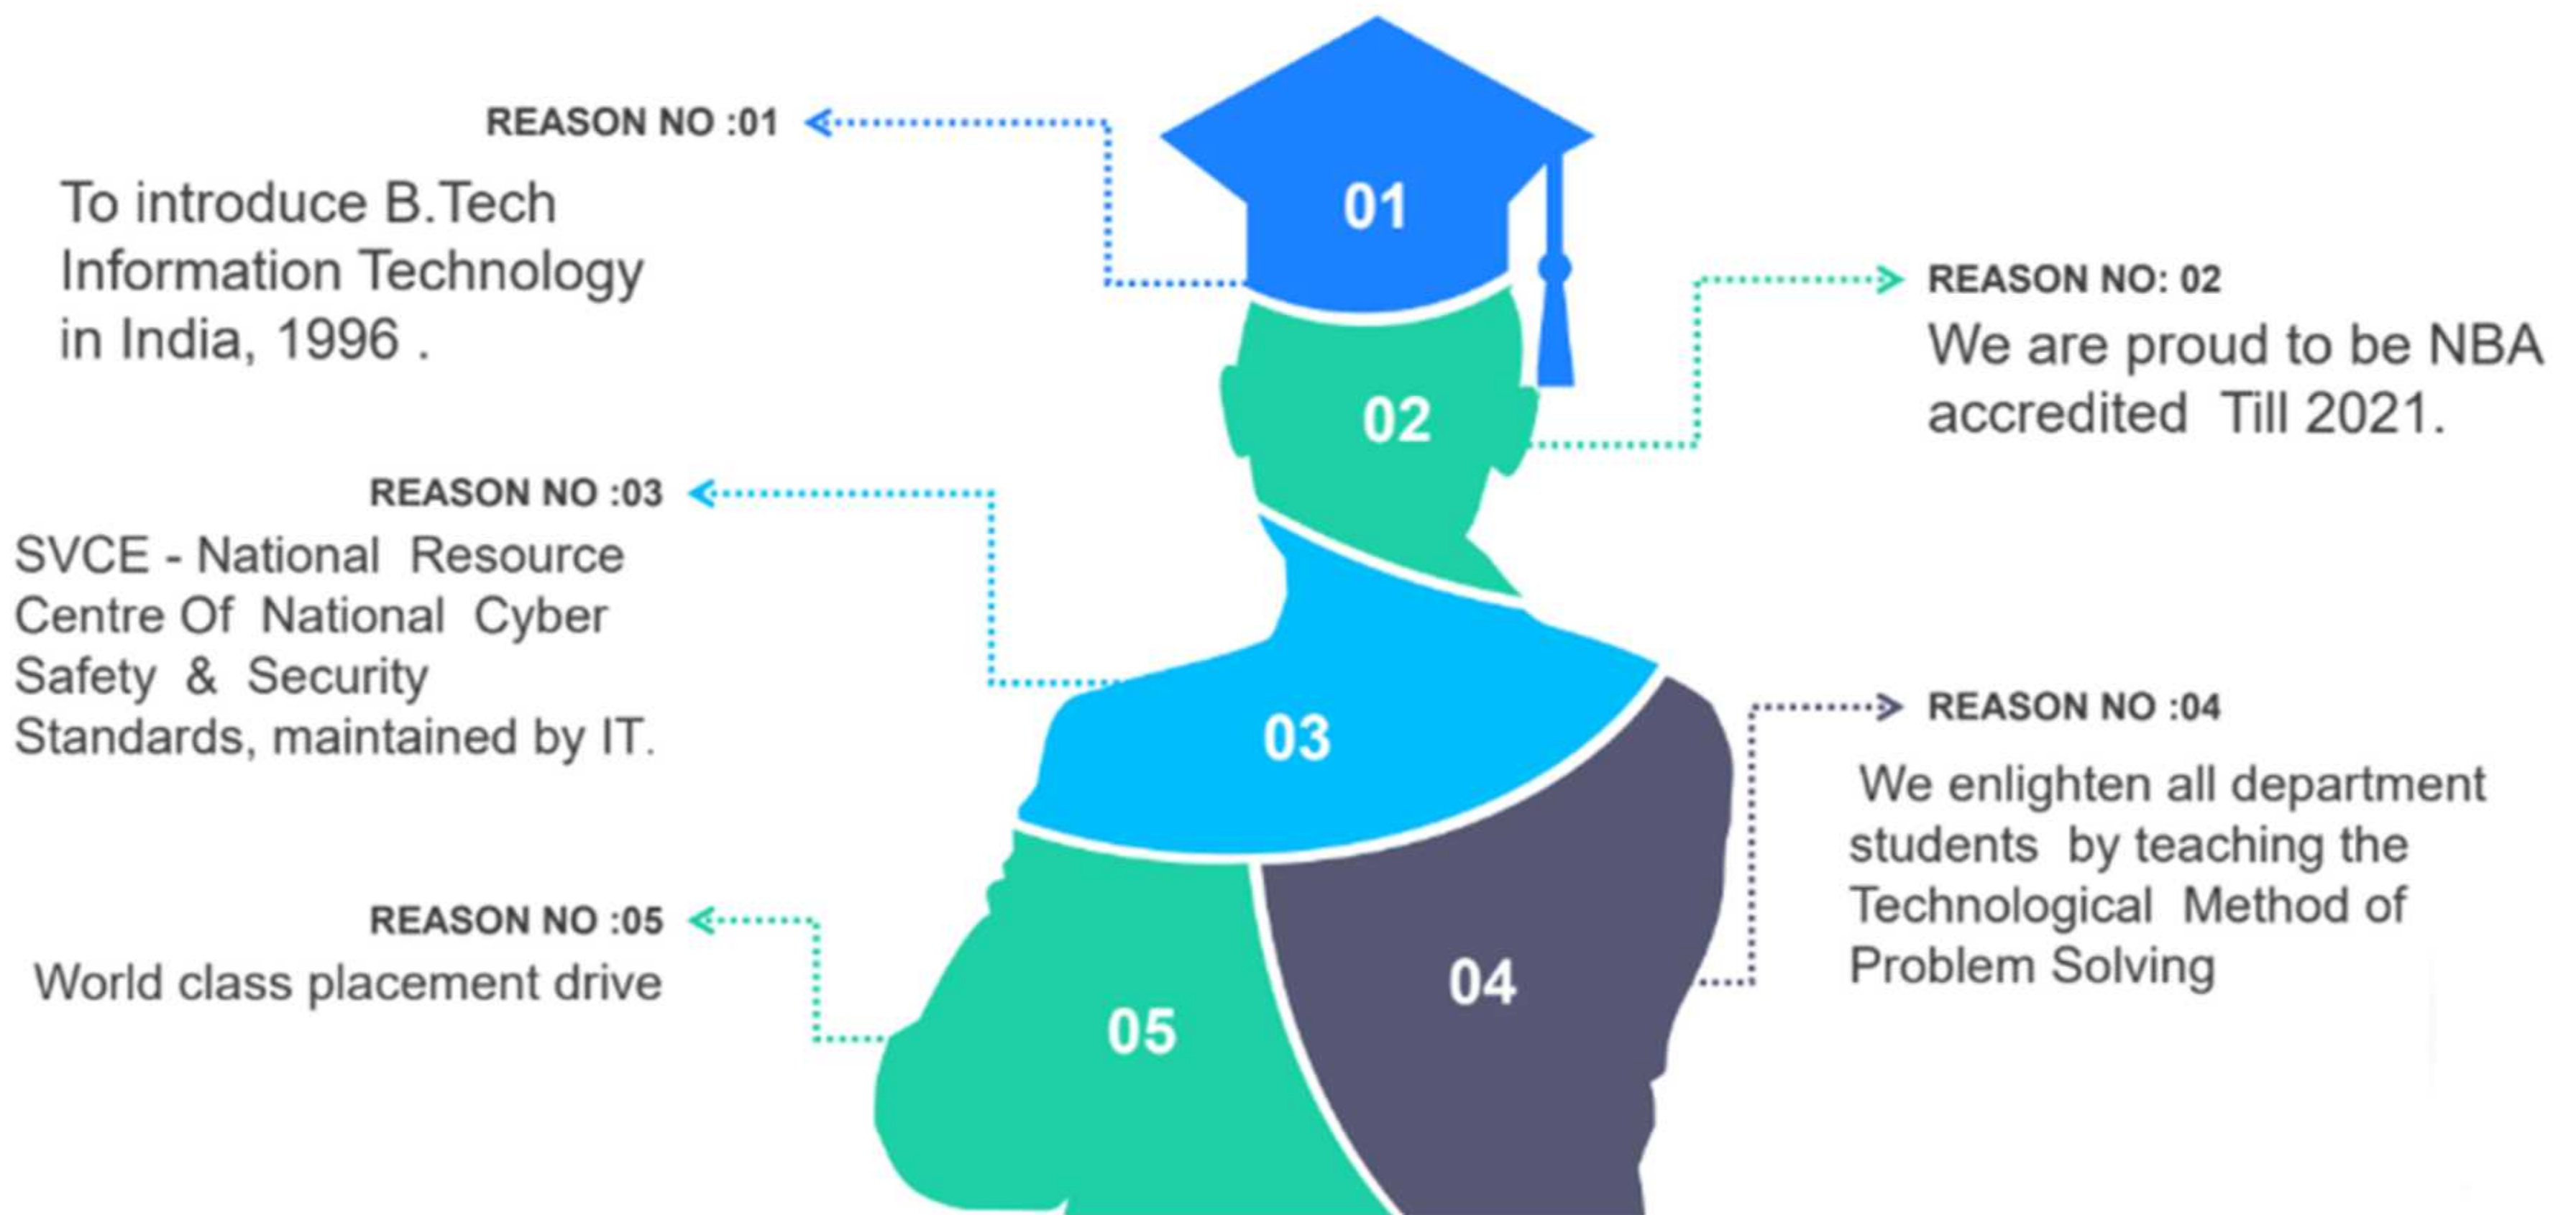 REASON NO :01
To introduce B.Tech
Information Technology
in India, 1996 .
01
REASON NO: 02
We are proud to be NBA
accredited  Till 2021.
02
REASON NO :03
SVCE - National  Resource
Centre Of  National  Cyber
Safety  &  Security
Standards, maintained by IT.
03
REASON NO :04
We enlighten all department
students  by teaching the
Technological  Method of
Problem Solving
04
REASON NO :05
World class placement drive
05